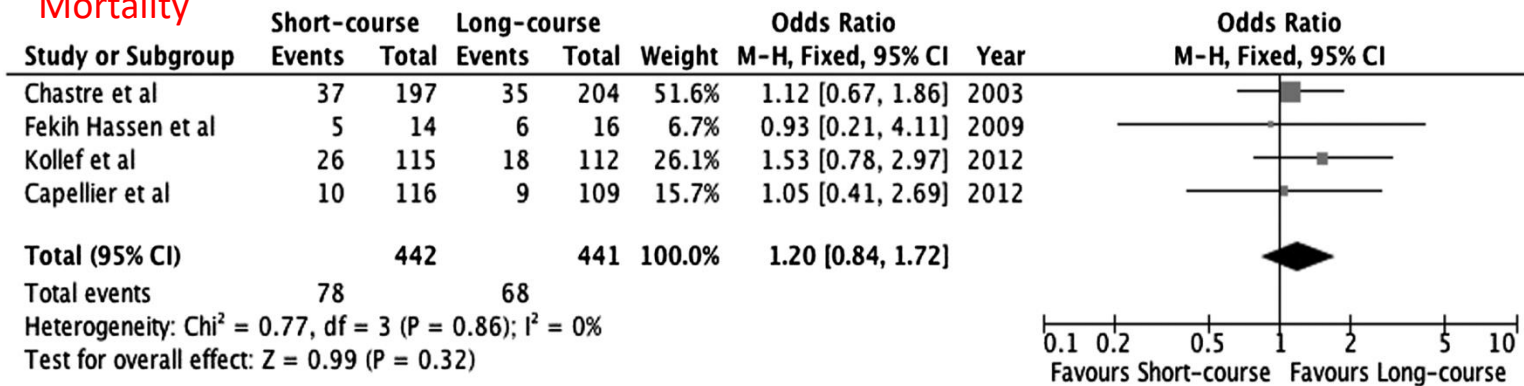 Mortality
Short-course Long-course Odds Ratio Odds Ratio
Study or Subgroup Events Total Events Total Weight M-H, Fixed, 95% CI Year M-H, Fixed, 95% CI
Chastre et al 37 197 35 204 51.6% 1.12 [0.67, 1.86] 2003
Fekih Hassen et al 5 14 6 16 6.7% 0.93 [0.21, 4.11] 2009
Kollef et al 26 115 18 112 26.1% 1.53 [0.78, 2.97] 2012
Capellier et al 10 116 9 109 15.7% 1.05 [0.41, 2.69] 2012
Total (95% CI) 442 441 100.0% 1.20 [0.84, 1.72]
Total events 78 68
Heterogeneity: Chi² = 0.77, df = 3 (P = 0.86); I² = 0%
Test for overall effect: Z = 0.99 (P = 0.32)
0.1 0.2 0.5 1 2 5 10
Favours Short-course Favours Long-course